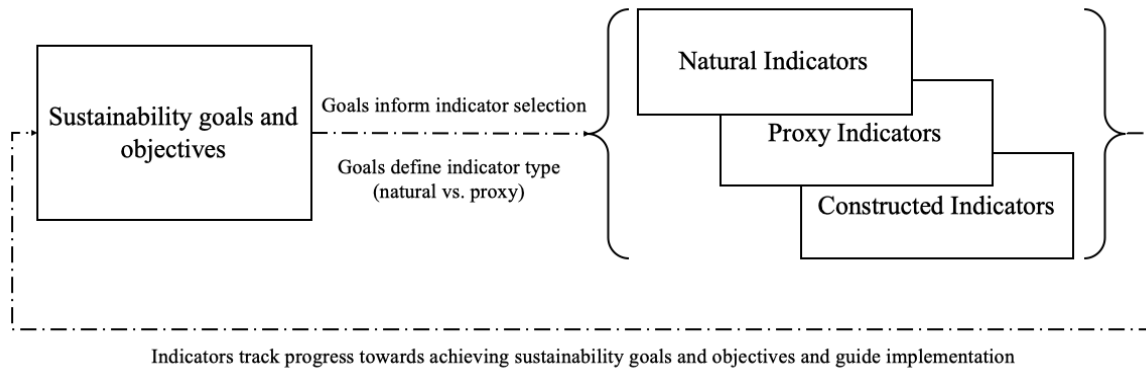 Sustainability goals and
objectives
Goals inform indicator selection
Goals define indicator type
(natural vs. proxy)
Natural Indicators
Proxy Indicators
Constructed Indicators
Indicators track progress towards achieving sustainability goals and objectives and guide implementation